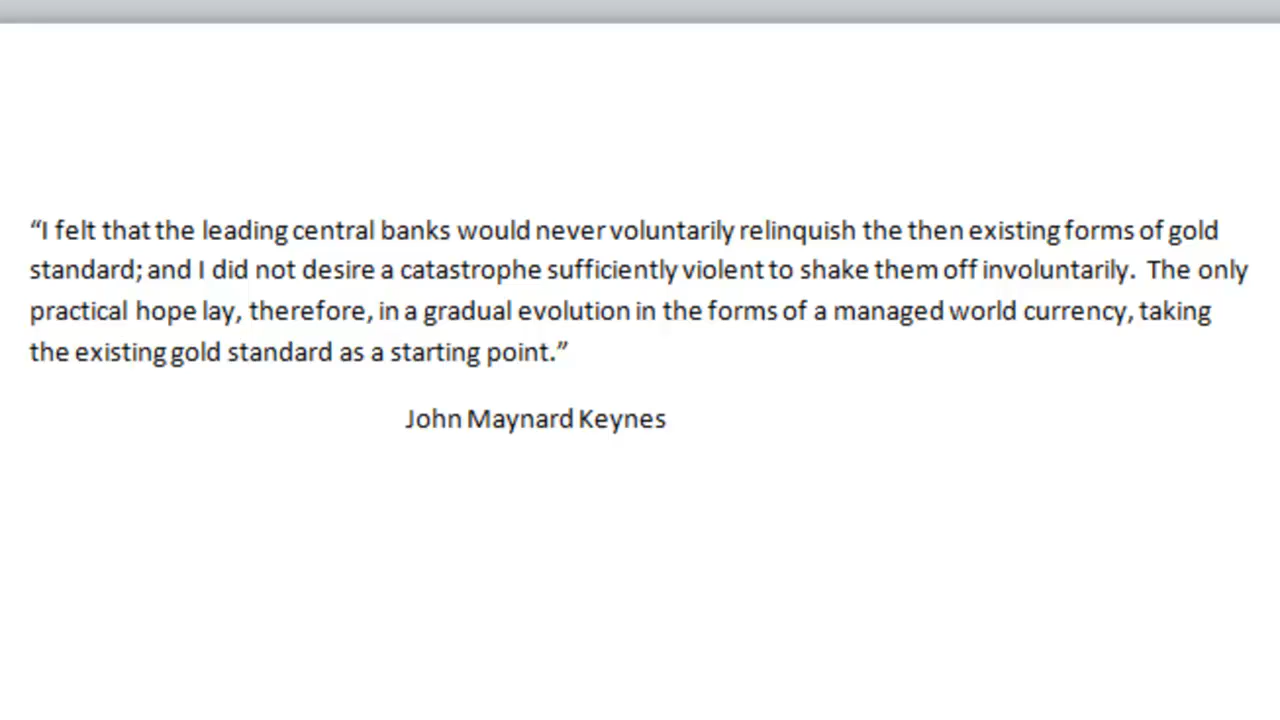 “I felt that the leading central banks would never voluntarily relinquish the then existing forms of gold
standard; and I did not desire a catastrophe sufficiently violent to shake them off involuntarily.  The only
practical hope lay, therefore, in a gradual evolution in the forms of a managed world currency, taking
the existing gold standard as a starting point.”
John Maynard Keynes